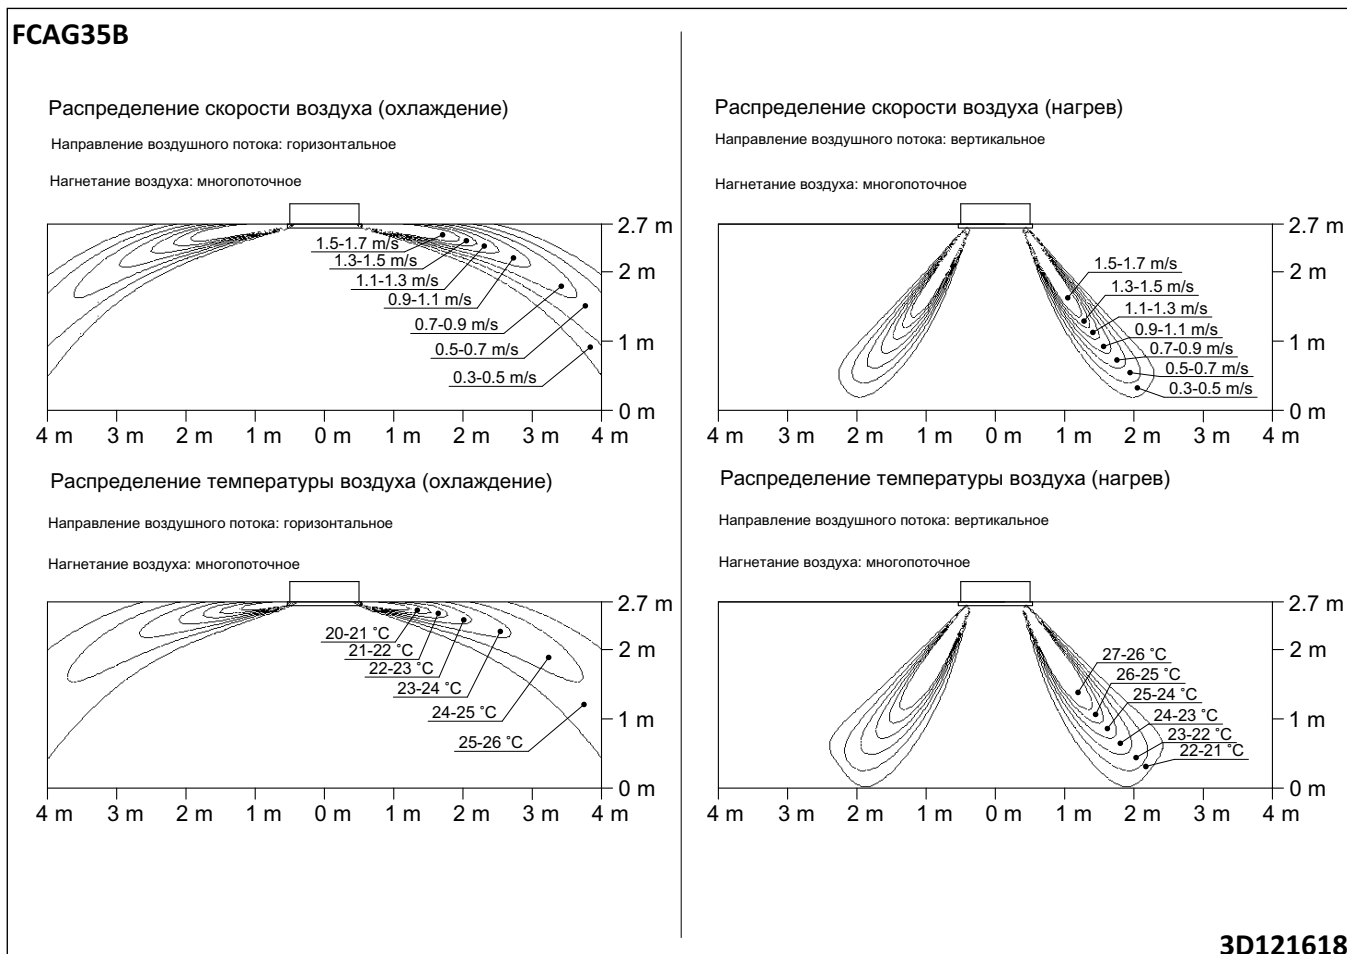 FCAG35B
Распределение скорости воздуха (охлаждение)
Направление воздушного потока: горизонтальное
Нагнетание воздуха: многопоточное
2.7 m
1.5-1.7 m/s
1.3-1.5 m/s
2 m
1.1-1.3 m/s
0.9-1.1 m/s
0.7-0.9 m/s
1 m
0.5-0.7 m/s
0.3-0.5 m/s
0 m
4 m 3 m 2 m 1 m 0 m 1 m 2 m 3 m 4 m
Распределение температуры воздуха (охлаждение)
Направление воздушного потока: горизонтальное
Нагнетание воздуха: многопоточное
2.7 m
20-21 ˚C
21-22 ˚C
2 m
22-23 ˚C
23-24 ˚C
24-25 ˚C
1 m
25-26 ˚C
0 m
4 m 3 m 2 m 1 m 0 m 1 m 2 m 3 m 4 m
Распределение скорости воздуха (нагрев)
Направление воздушного потока: вертикальное
Нагнетание воздуха: многопоточное
2.7 m
1.5-1.7 m/s
2 m
1.3-1.5 m/s
1.1-1.3 m/s
0.9-1.1 m/s
1 m
0.7-0.9 m/s
0.5-0.7 m/s
0.3-0.5 m/s
0 m
4 m 3 m 2 m 1 m 0 m 1 m 2 m 3 m 4 m
Распределение температуры воздуха (нагрев)
Направление воздушного потока: вертикальное
Нагнетание воздуха: многопоточное
2.7 m
27-26 ˚C
2 m
26-25 ˚C
25-24 ˚C
24-23 ˚C
1 m
23-22 ˚C
22-21 ˚C
0 m
4 m 3 m 2 m 1 m 0 m 1 m 2 m 3 m 4 m
3D121618